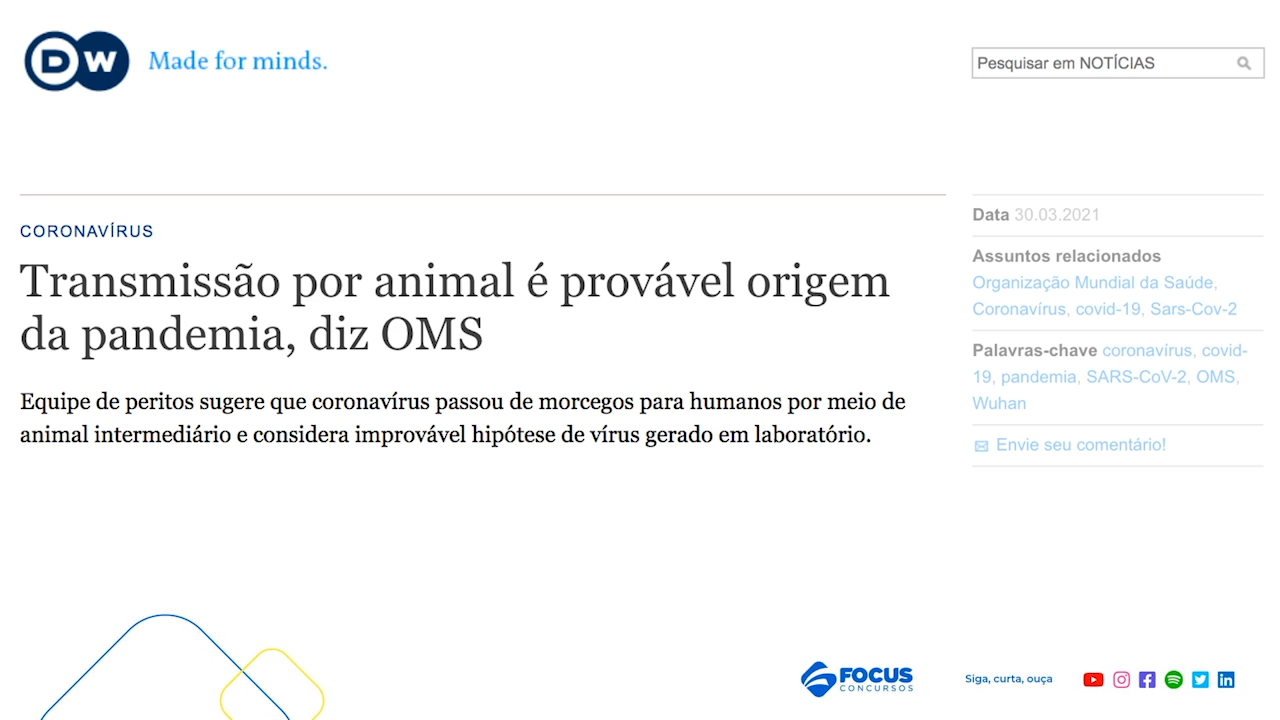 DW Made for minds.
Pesquisar em NOTÍCIAS
CORONAVÍRUS
Transmissão por animal é provável origem
da pandemia, diz OMS
Equipe de peritos sugere que coronavírus passou de morcegos para humanos por meio de
animal intermediário e considera improvável hipótese de vírus gerado em laboratório.
Data 30.03.2021
Assuntos relacionados
Organização Mundial da Saúde,
Coronavírus, covid-19, Sars-Cov-2
Palavras-chave coronavírus, covid-
19, pandemia, SARS-CoV-2, OMS,
Wuhan
Envie seu comentário!
FOCUS
CONCURSOS
Siga, curta, ouça